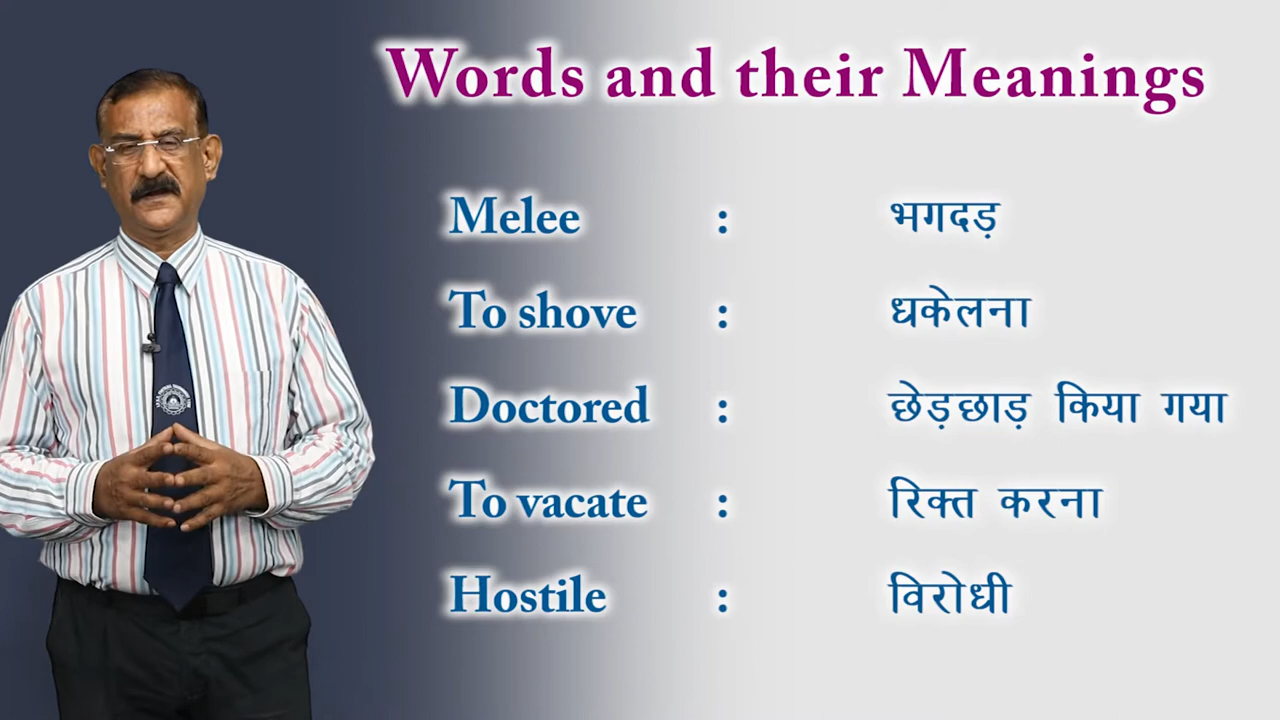 Words and their Meanings
Melee : भगदड़
To shove : धकेलना
Doctored : छेड़छाड़ किया गया
To vacate : रिक्त करना
Hostile : विरोधी